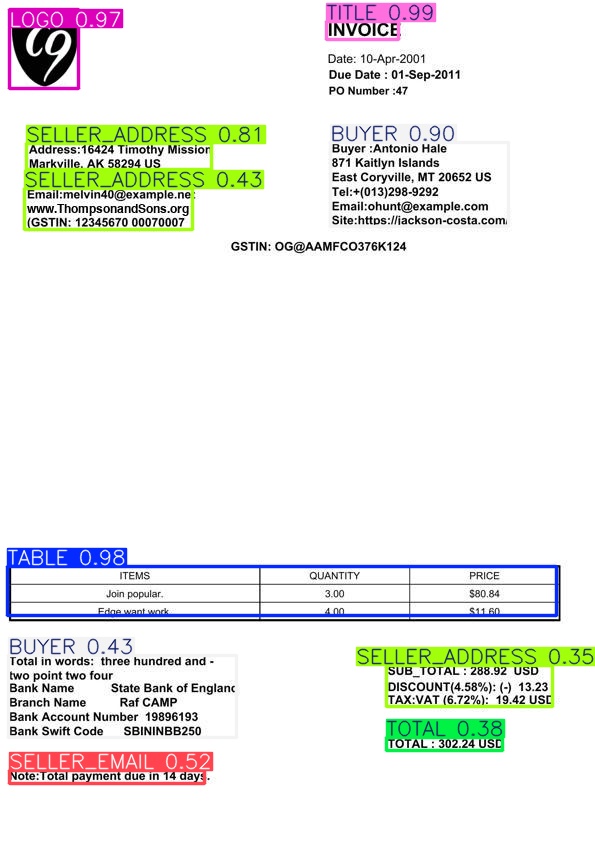 LOGO 0.97
TITLE 0.99
INVOICE
Date: 10-Apr-2001
Due Date : 01-Sep-2011
PO Number :47
SELLER_ADDRESS 0.81
Address:16424 Timothy Mission
Markville, AK 58294 US
SELLER_ADDRESS 0.43
Email:melvin40@example.ne
www.ThompsonandSons.org
(GSTIN: 12345670 00070007
BUYER 0.90
Buyer :Antonio Hale
871 Kaitlyn Islands
East Coryville, MT 20652 US
Tel:+(013)298-9292
Email:ohunt@example.com
Site:https://jackson-costa.com/
GSTIN: OG@AAMFCO376K124
TABLE 0.98
ITEMS QUANTITY PRICE
Join popular. 3.00 $80.84
Edge want work. 4.00 $11.60
BUYER 0.43
Total in words: three hundred and -
two point two four
Bank Name State Bank of England
Branch Name Raf CAMP
Bank Account Number 19896193
Bank Swift Code SBININBB250
SELLER_ADDRESS 0.35
SUB_TOTAL : 288.92 USD
DISCOUNT(4.58%): (-) 13.23
TAX:VAT (6.72%): 19.42 USD
TOTAL 0.38
TOTAL : 302.24 USD
SELLER_EMAIL 0.52
Note:Total payment due in 14 days.